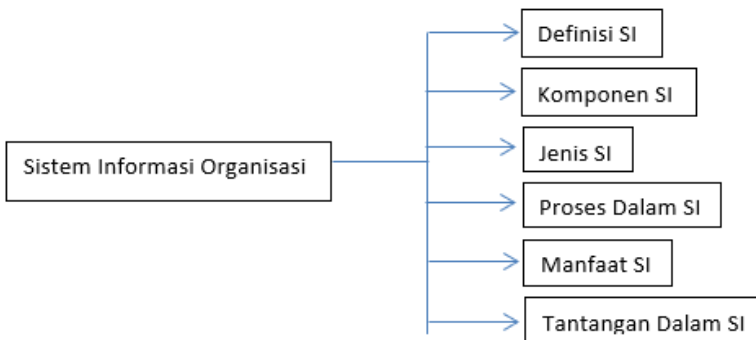 Sistem Informasi Organisasi
Definisi SI
Komponen SI
Jenis SI
Proses Dalam SI
Manfaat SI
Tantangan Dalam SI